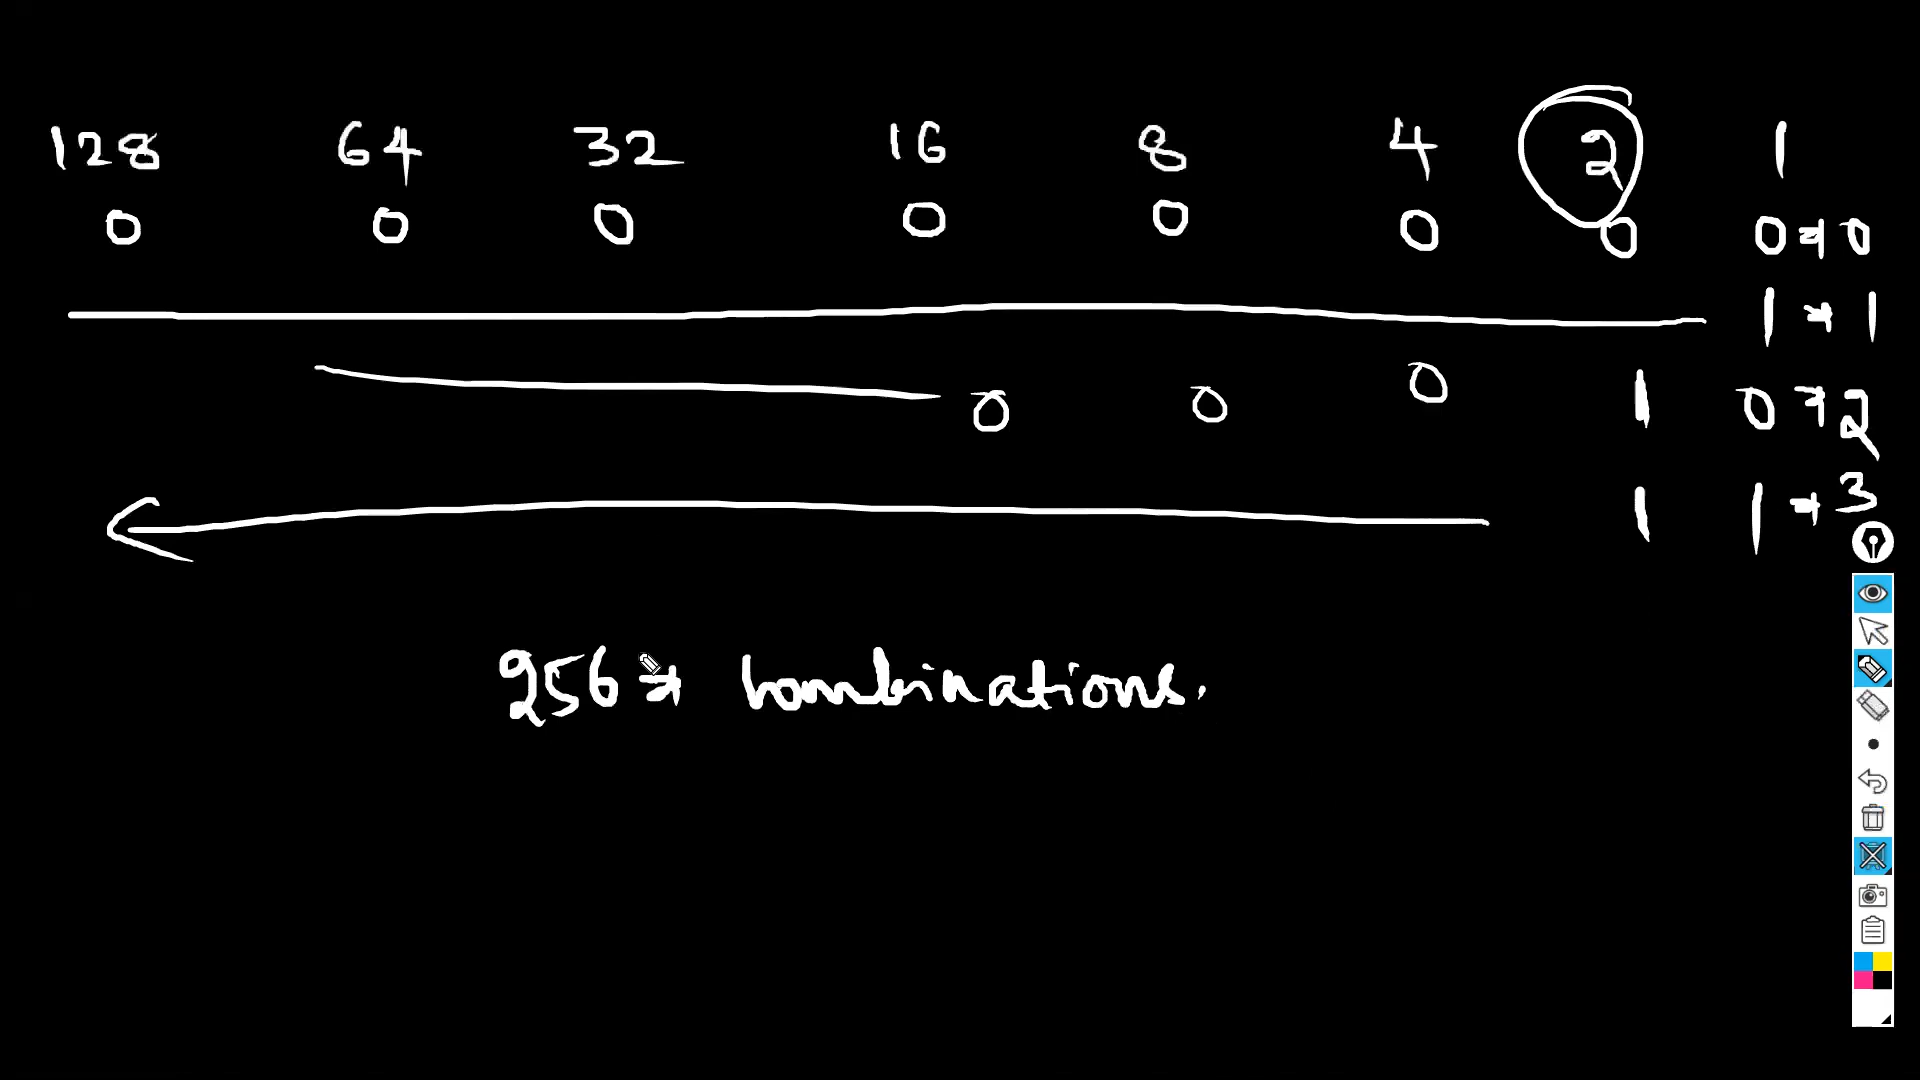 128 64 32 16 8 4 2 1
0 0 0 0 0 0 0 0 → 0
1 → 1
0 0 0 1 0 → 2
1 1 → 3
256 → combinations.